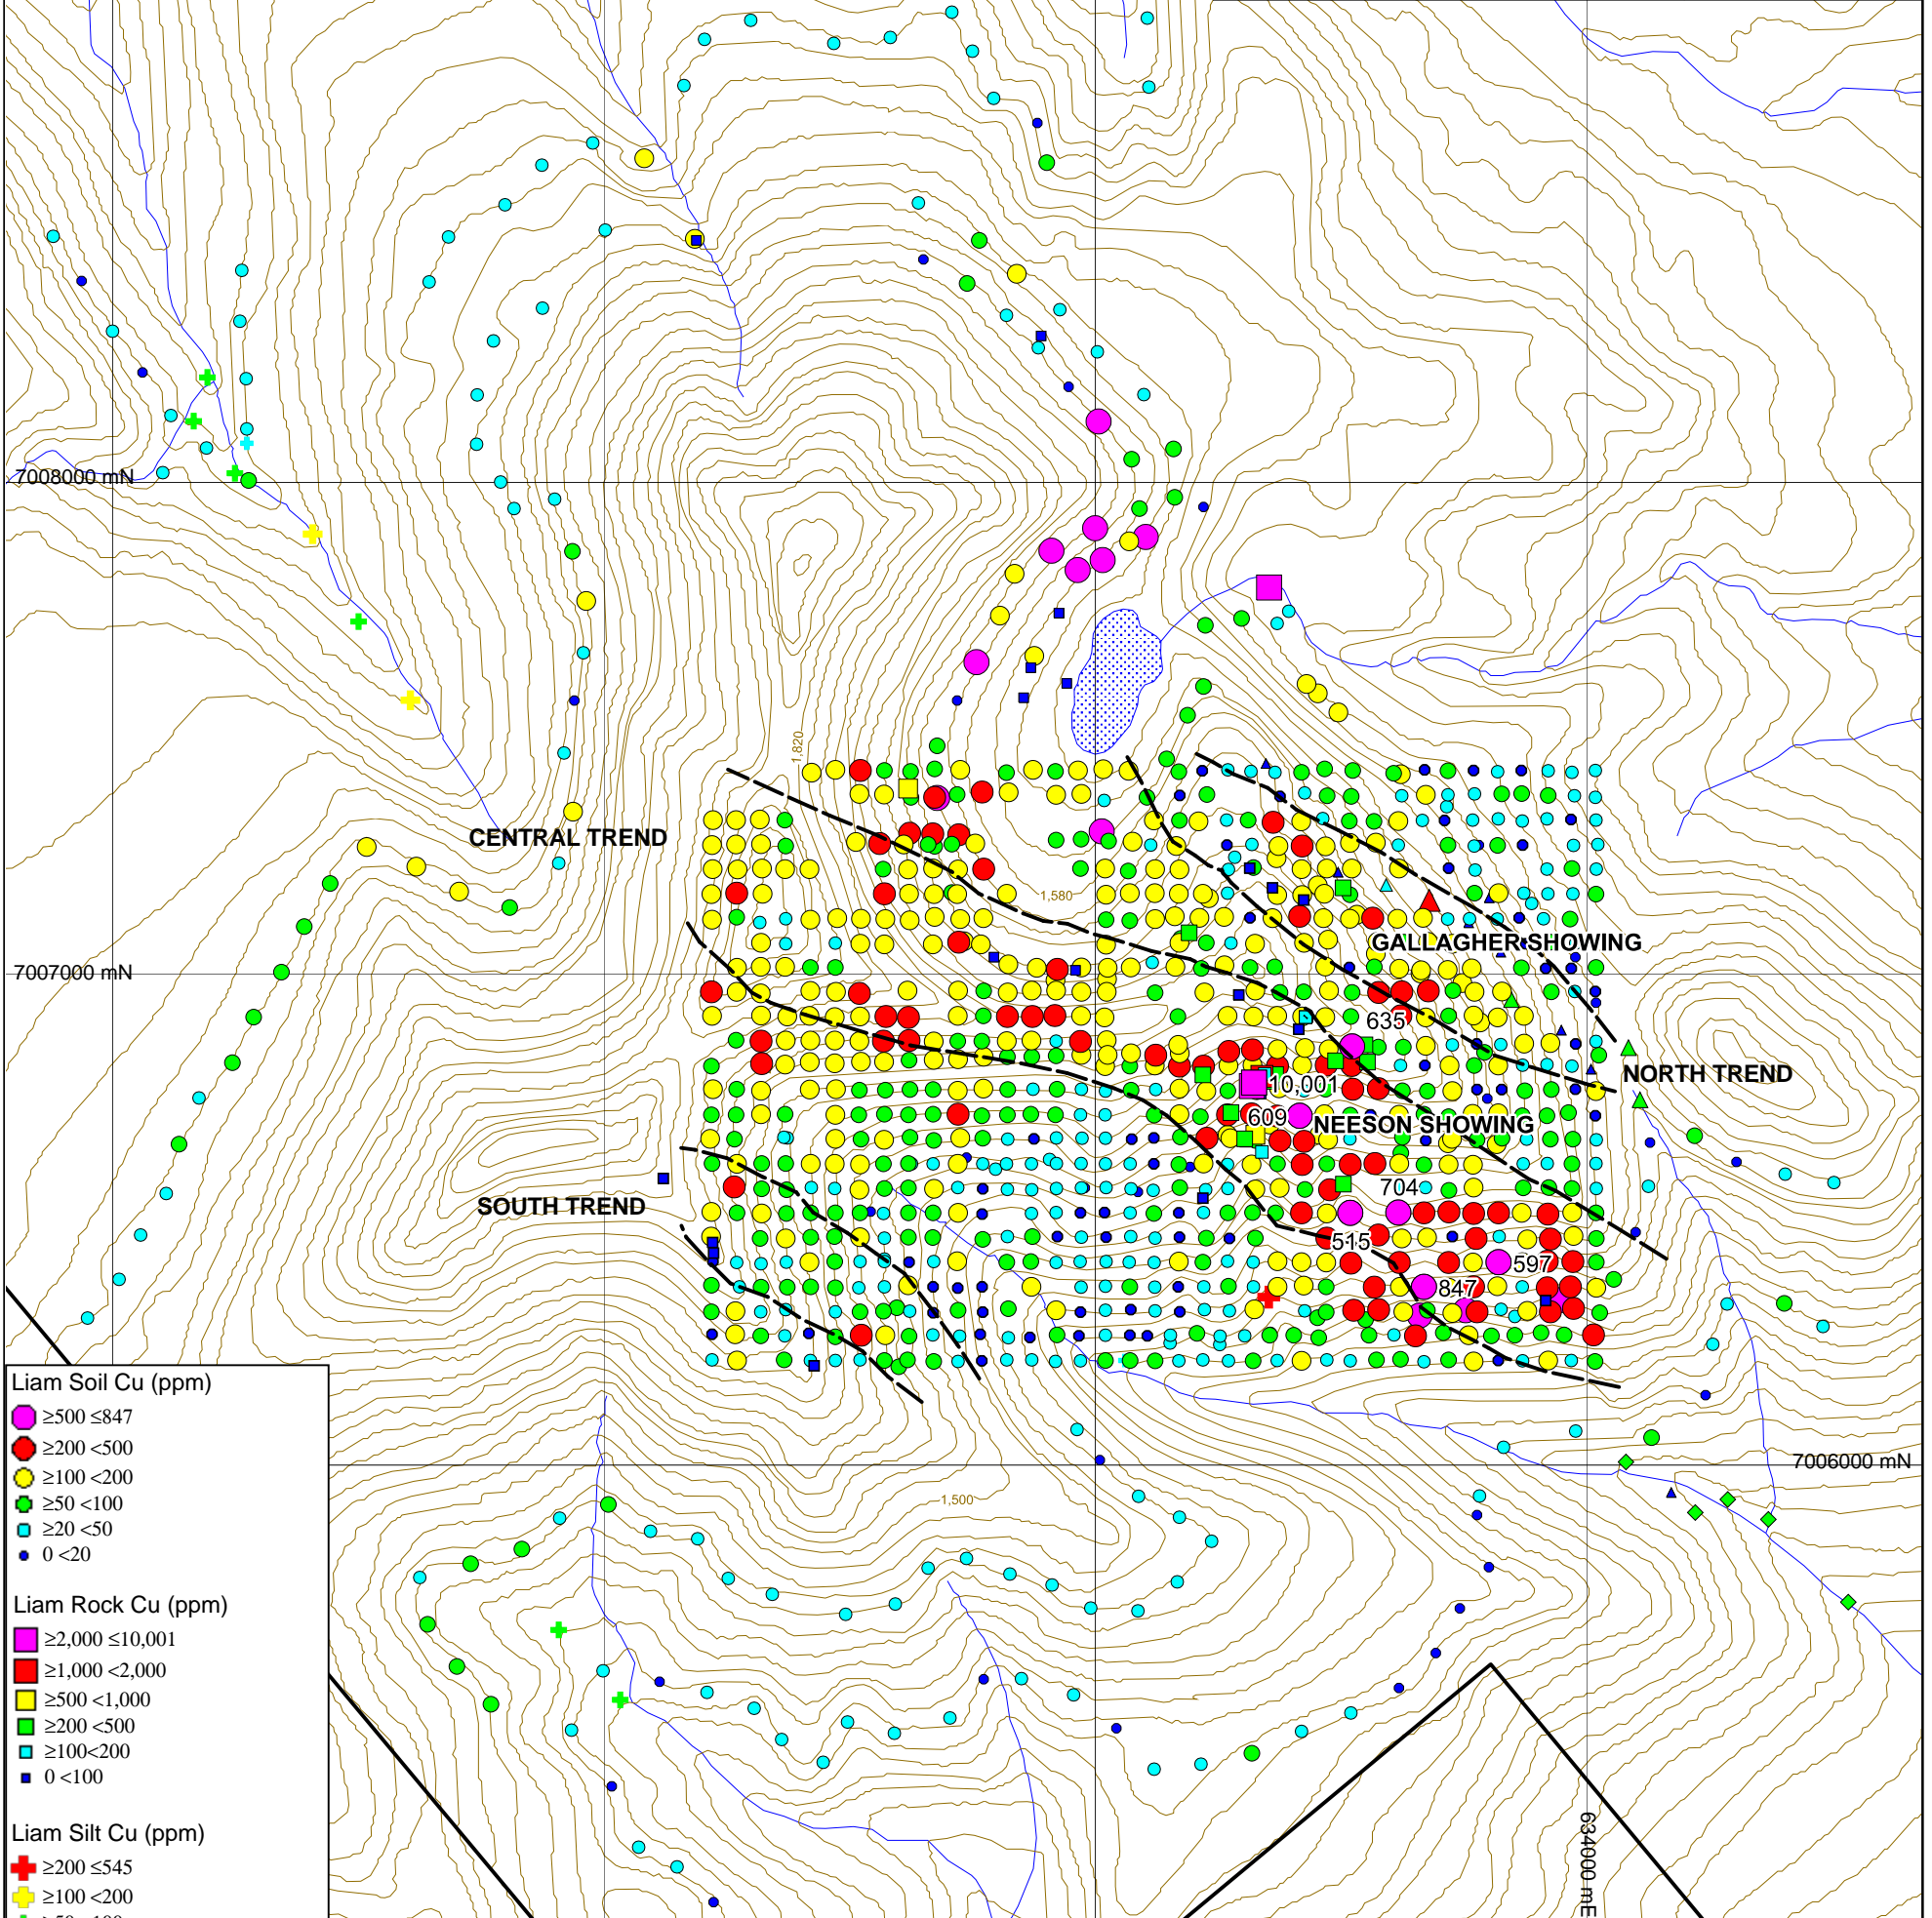 7008000 mN
1,820
CENTRAL TREND
1,580
GALLAGHER SHOWING
7007000 mN
635
NORTH TREND
10,001
609
NEESON SHOWING
704
SOUTH TREND
515
597
847
Liam Soil Cu (ppm)
≥500 ≤847
≥200 <500
≥100 <200
≥50 <100
≥20 <50
0 <20
7006000 mN
1,500
Liam Rock Cu (ppm)
≥2,000 ≤10,001
≥1,000 <2,000
≥500 <1,000
≥200 <500
≥100<200
0 <100
634000 mE
Liam Silt Cu (ppm)
≥200 ≤545
≥100 <200